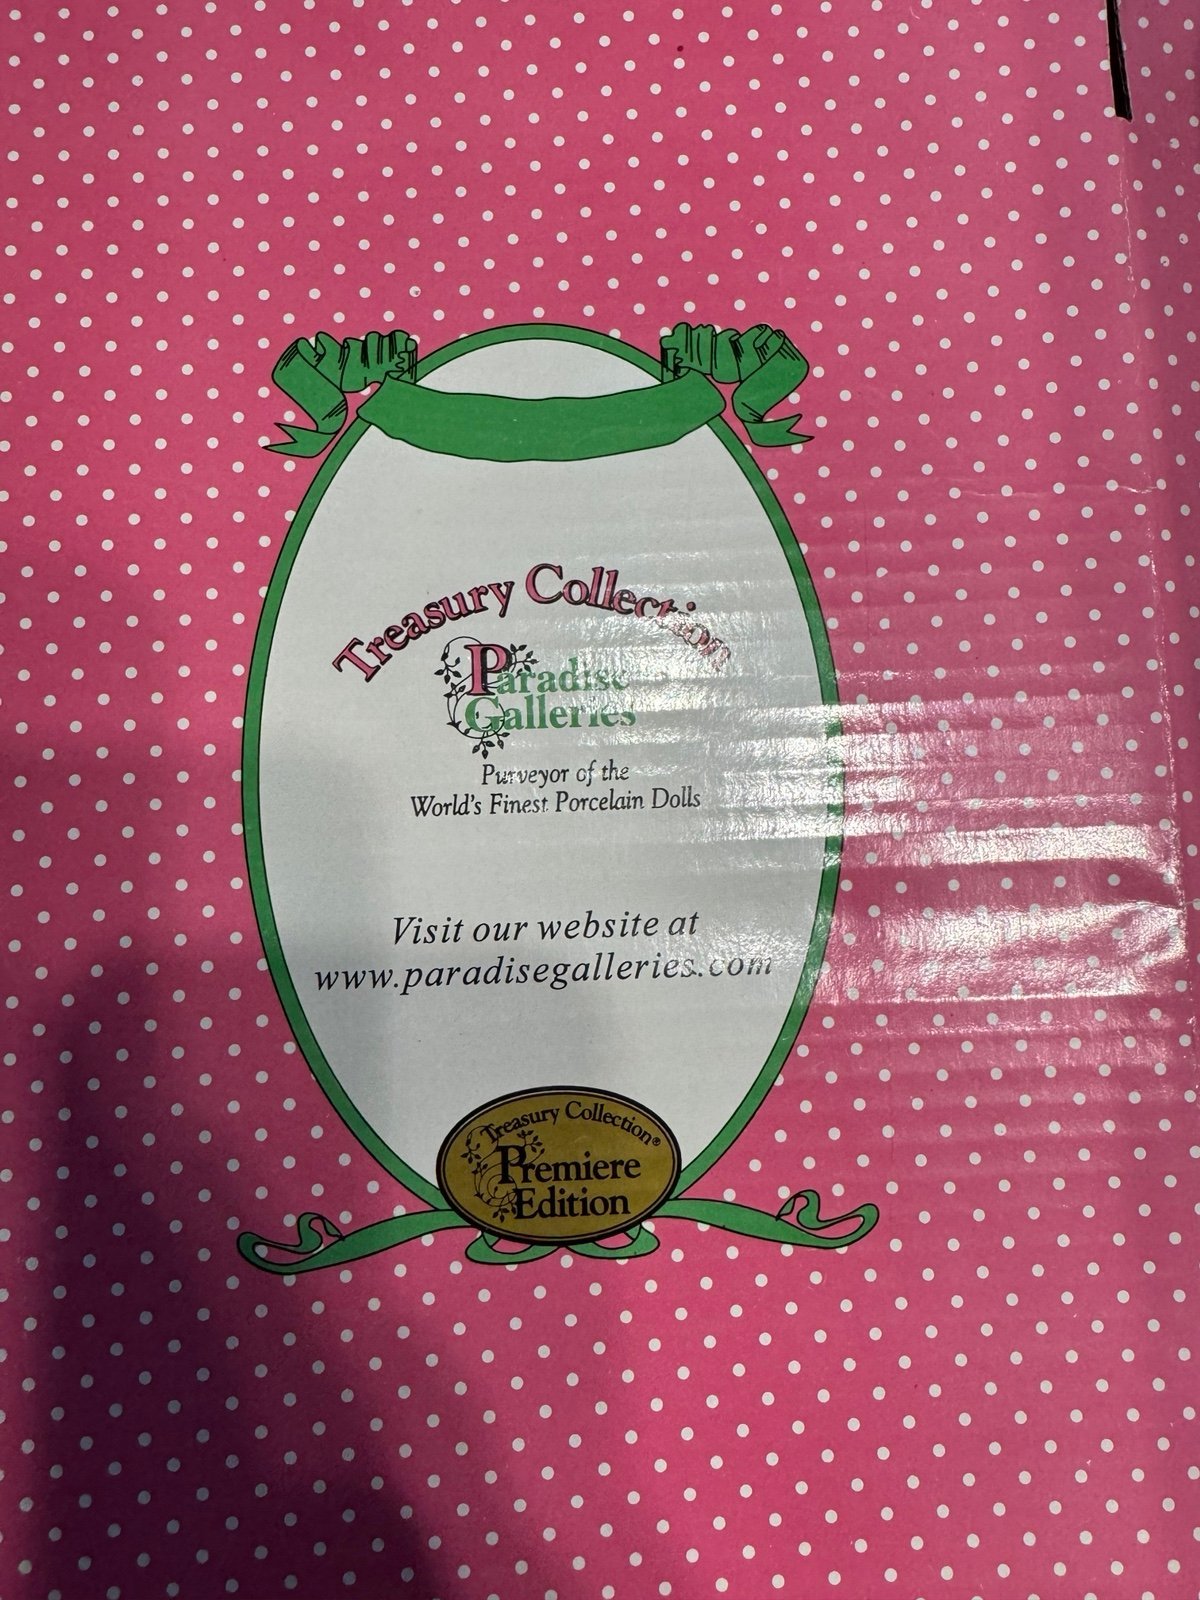 Treasury Collection
Paradise
Galleries
Purveyor of the
World's Finest Porcelain Dolls
Visit our website at
www.paradisegalleries.com
Treasury Collection®
Premiere
Edition